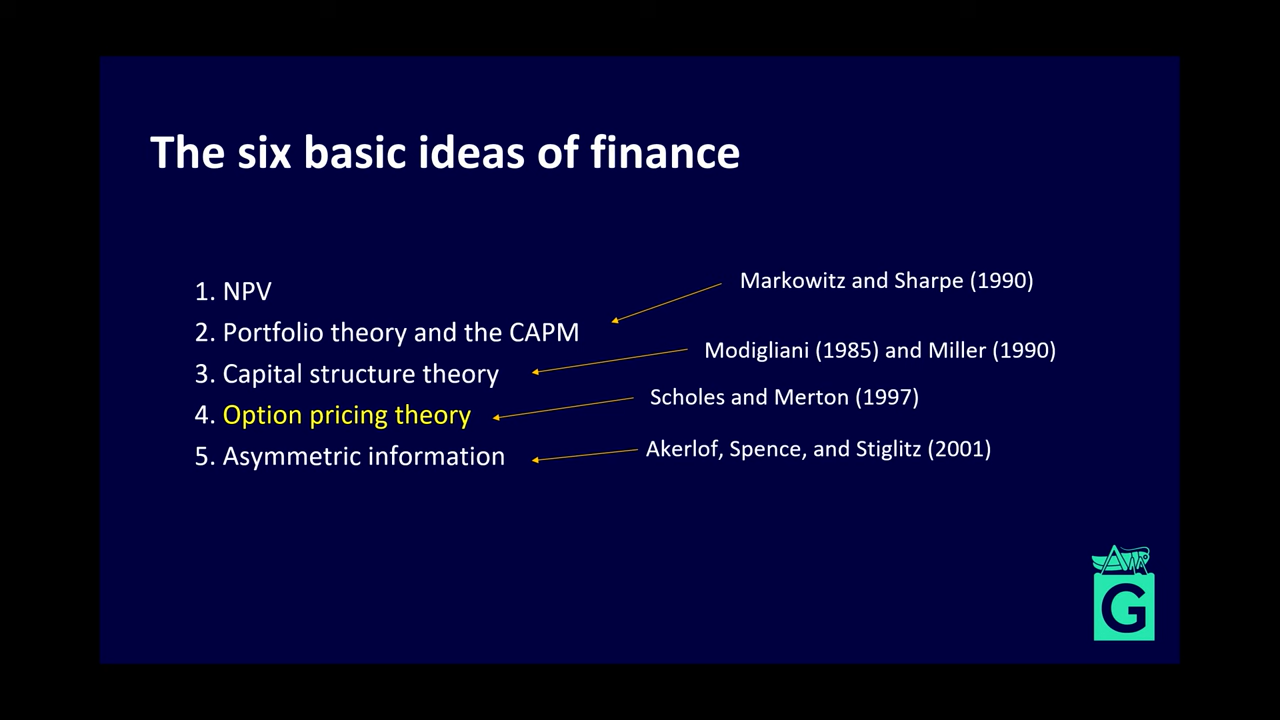 The six basic ideas of finance
1. NPV
Markowitz and Sharpe (1990)
2. Portfolio theory and the CAPM
Modigliani (1985) and Miller (1990)
3. Capital structure theory
Scholes and Merton (1997)
4. Option pricing theory
Akerlof, Spence, and Stiglitz (2001)
5. Asymmetric information
G